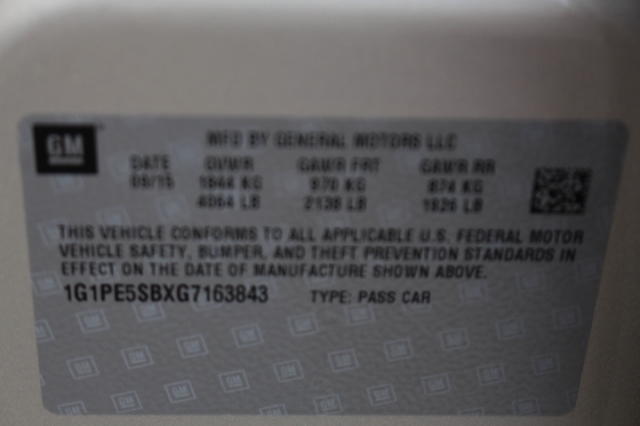 GM
MFD BY GENERAL MOTORS LLC
DATE GVWR GAWR FRT GAWR RR
09/15 1844 KG 970 KG 874 KG
4064 LB 2138 LB 1926 LB
THIS VEHICLE CONFORMS TO ALL APPLICABLE U.S. FEDERAL MOTOR
VEHICLE SAFETY, BUMPER, AND THEFT PREVENTION STANDARDS IN
EFFECT ON THE DATE OF MANUFACTURE SHOWN ABOVE.
1G1PE5SBXG7163843 TYPE: PASS CAR